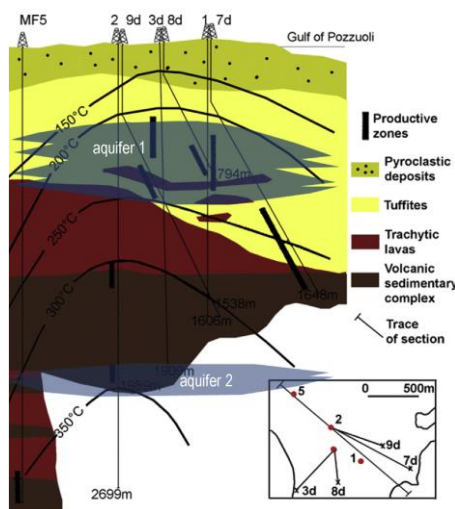 MF5 2 9d 3d 8d 1 7d
Gulf of Pozzuoli
150°C
200°C
aquifer 1
794m
250°C
300°C
1648m
1538m
1606m
aquifer 2
350°C
2699m
Productive
zones
Pyroclastic
deposits
Tuffites
Trachytic
lavas
Volcanic
sedimentary
complex
Trace
of section
0 500m
5
2
9d
1
7d
3d
8d